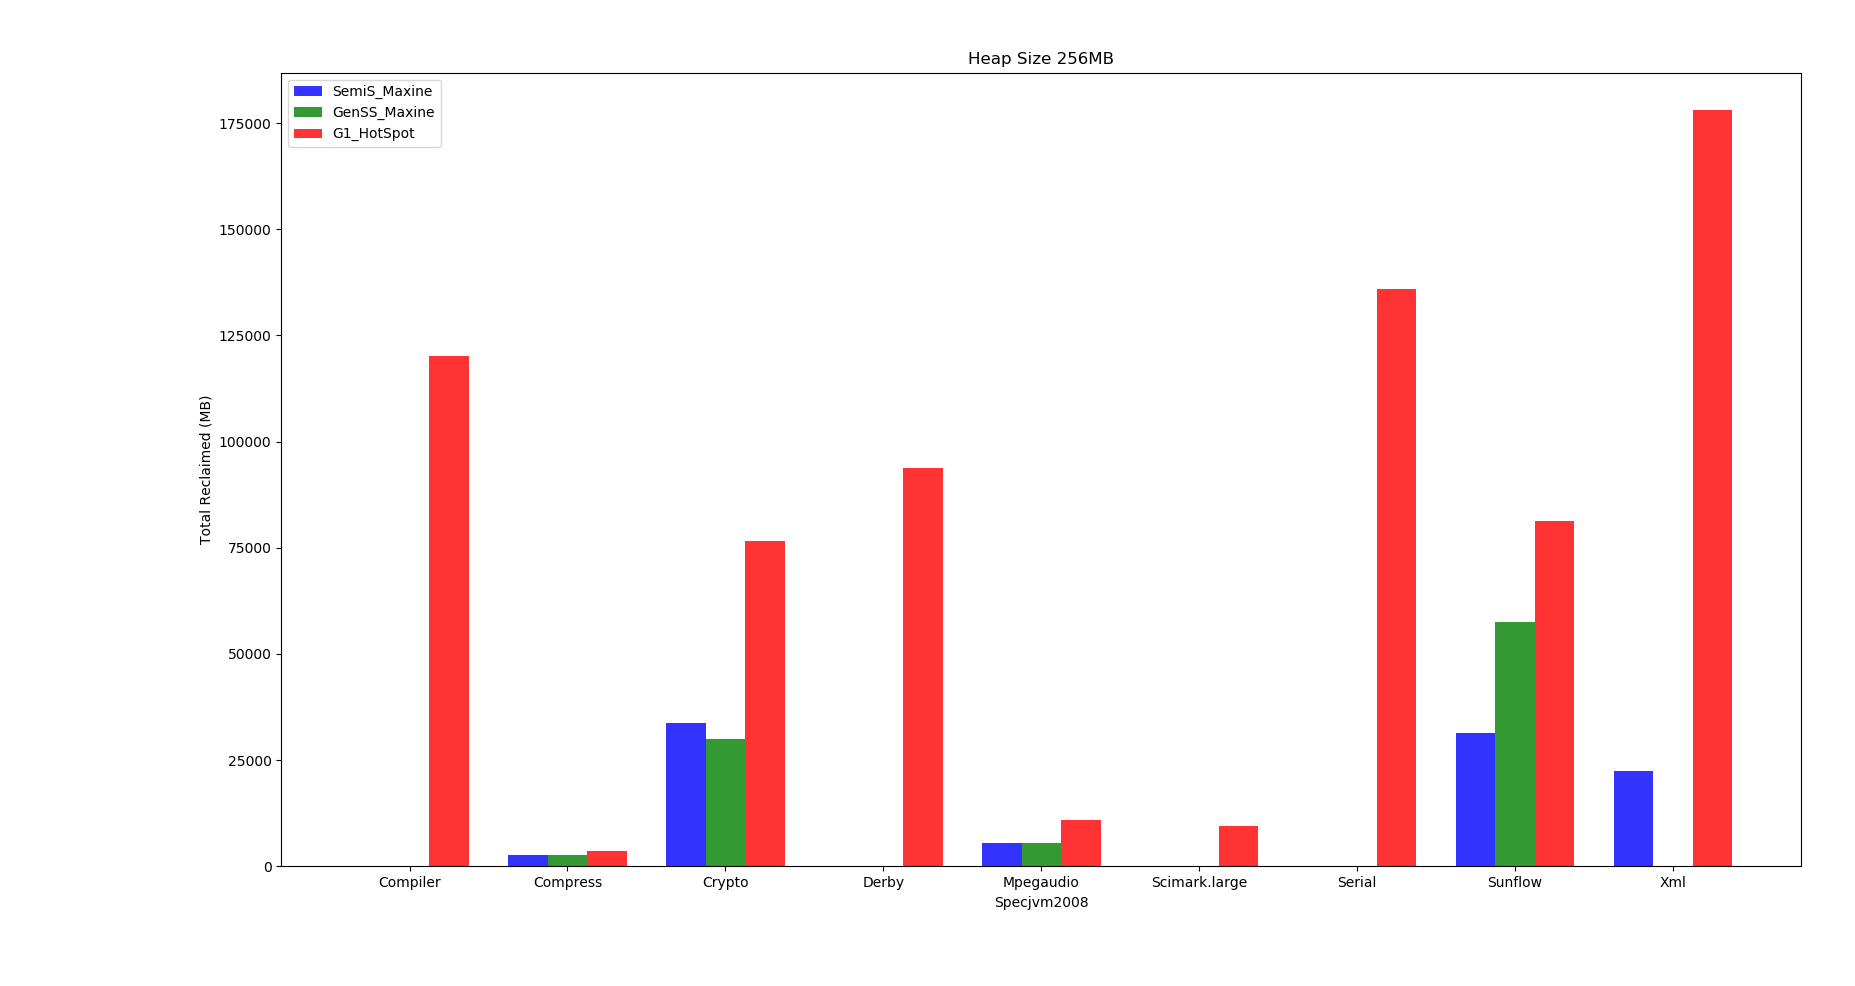 Heap Size 256MB
SemiS_Maxine
GenSS_Maxine
G1_HotSpot
175000
150000
125000
100000
75000
50000
25000
0
Total Reclaimed (MB)
Compiler Compress Crypto Derby Mpegaudio Scimark.large Serial Sunflow Xml
Specjvm2008